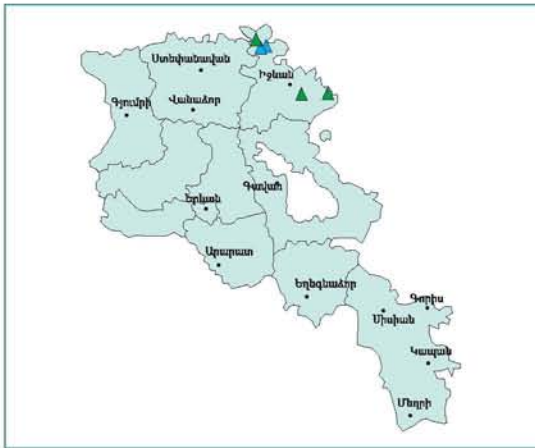 Ստեփանավան
Իջևան
Գյումրի
Վանաձոր
Գավառ
Երևան
Արարատ
Եղեգնաձոր
Գորիս
Սիսիան
Կապան
Մեղրի